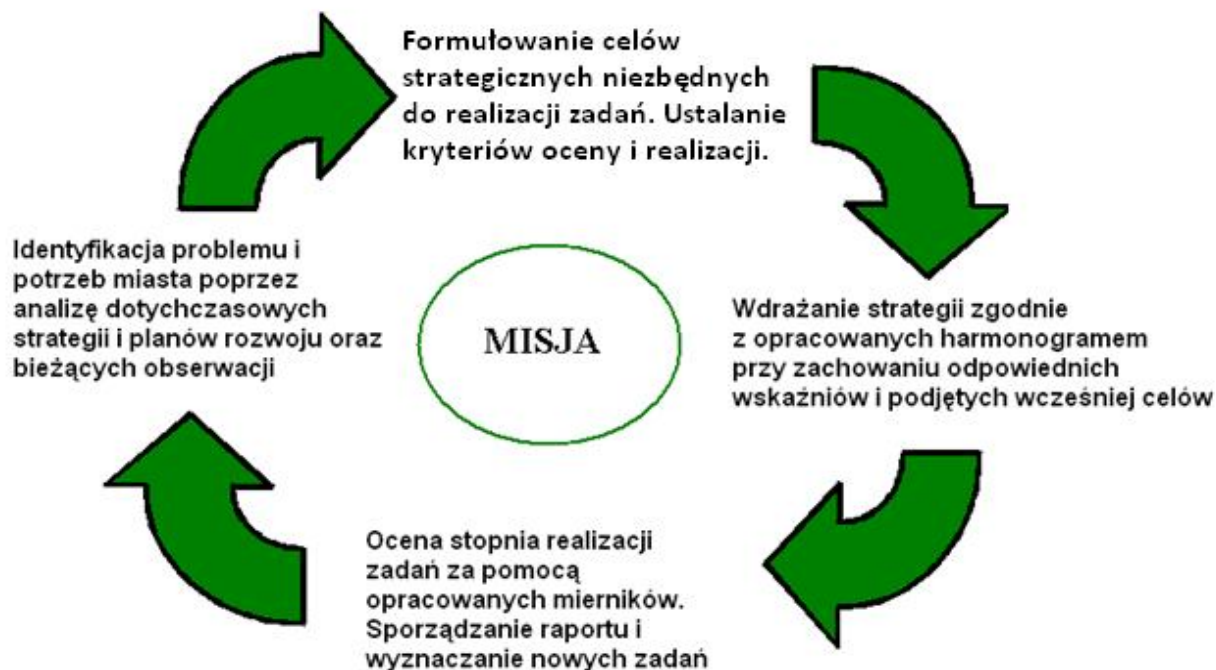 Formułowanie celów
strategicznych niezbędnych
do realizacji zadań. Ustalanie
kryteriów oceny i realizacji.
Identyfikacja problemu i
potrzeb miasta poprzez
analizę dotychczasowych
strategii i planów rozwoju oraz
bieżących obserwacji
MISJA
Wdrażanie strategii zgodnie
z opracowanych harmonogramem
przy zachowaniu odpowiednich
wskaźniów i podjętych wcześniej celów
Ocena stopnia realizacji
zadań za pomocą
opracowanych mierników.
Sporządzanie raportu i
wyznaczanie nowych zadań